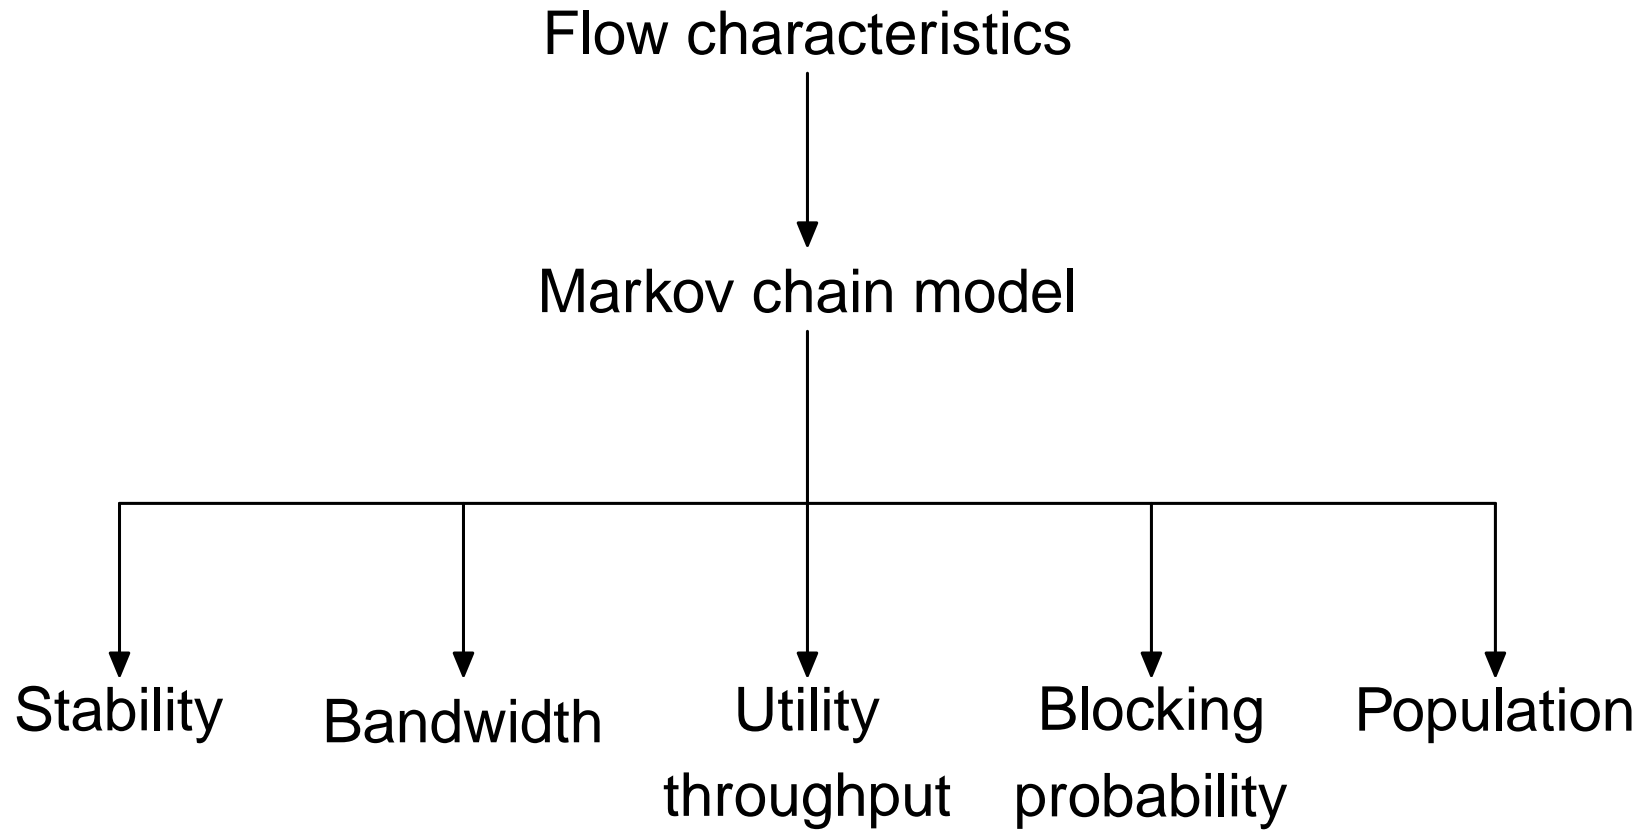 Flow characteristics
Markov chain model
Stability
Bandwidth
Utility
throughput
Blocking
probability
Population